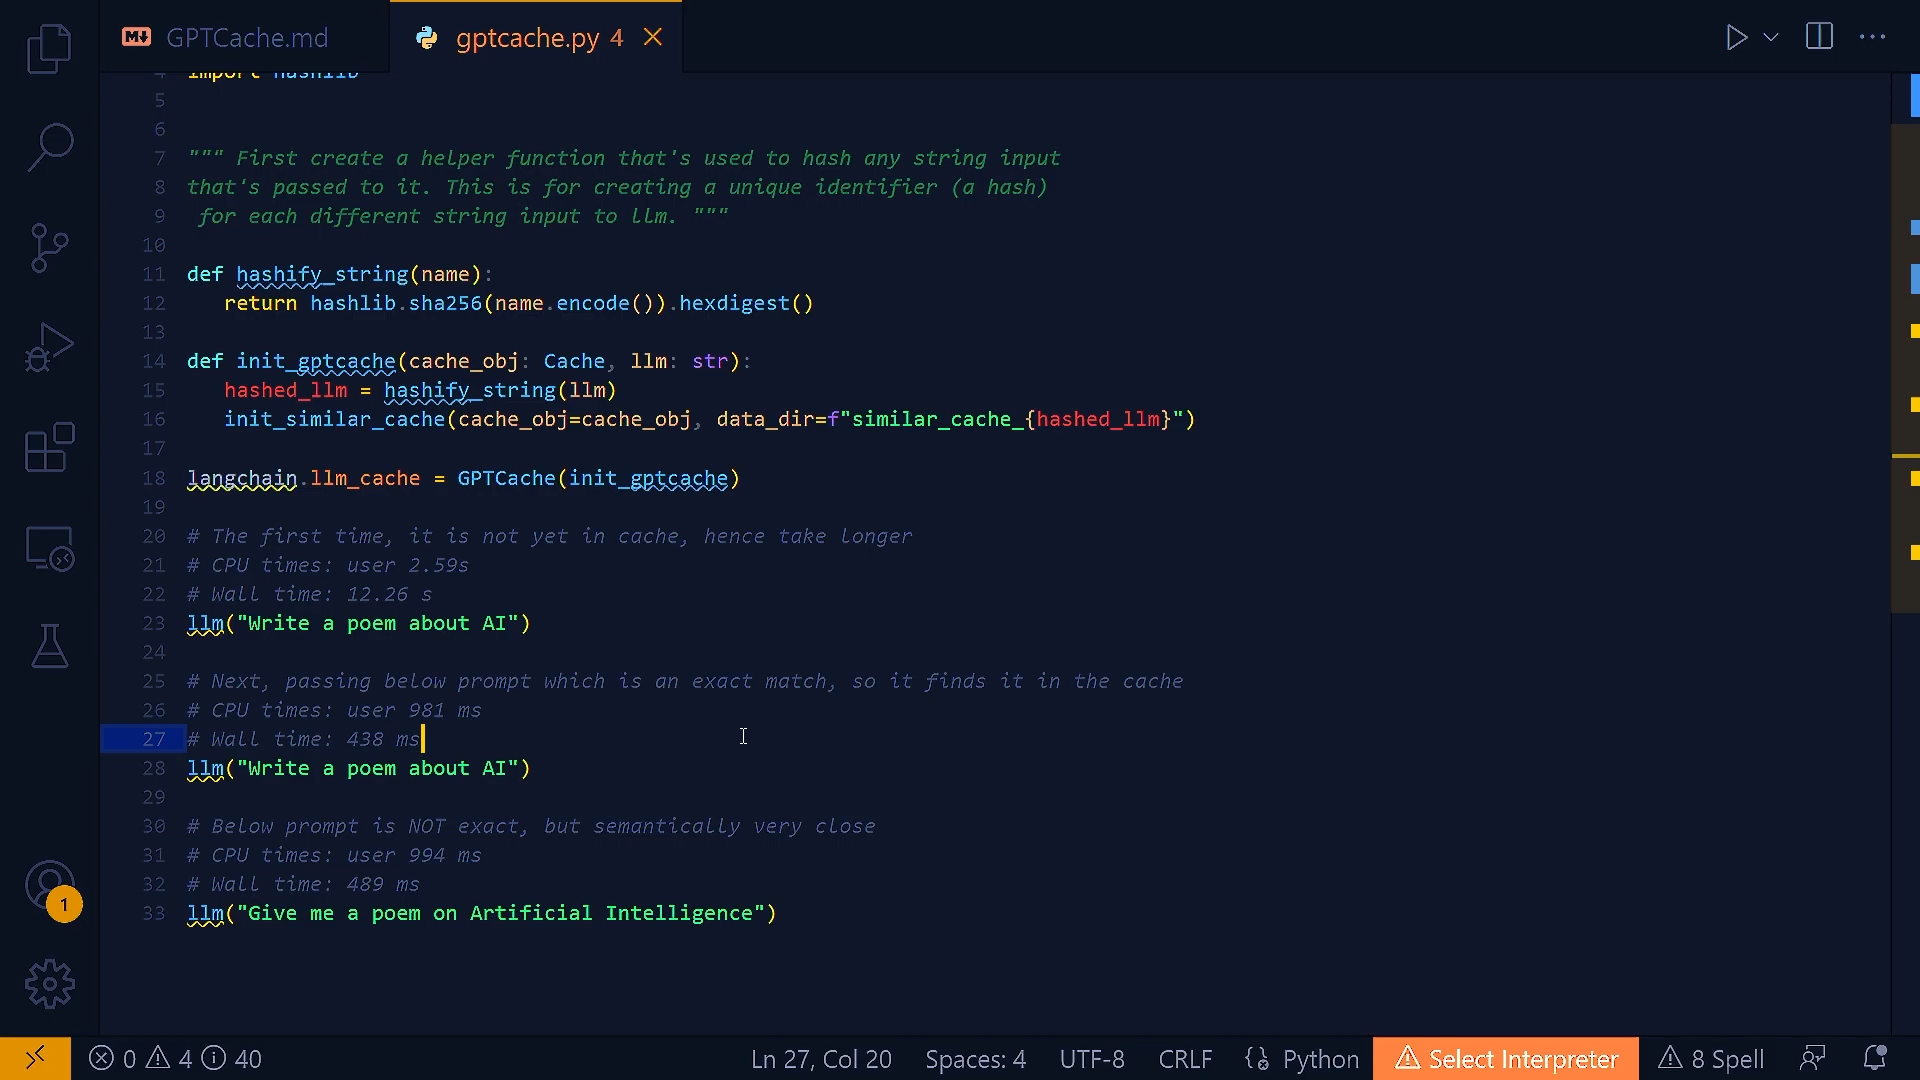 GPTCache.md
gptcache.py 4
4 import hashlib
5
6
7 """ First create a helper function that's used to hash any string input
8 that's passed to it. This is for creating a unique identifier (a hash)
9 for each different string input to llm. """
10
11 def hashify_string(name):
12 return hashlib.sha256(name.encode()).hexdigest()
13
14 def init_gptcache(cache_obj: Cache, llm: str):
15 hashed_llm = hashify_string(llm)
16 init_similar_cache(cache_obj=cache_obj, data_dir=f"similar_cache_{hashed_llm}")
17
18 langchain.llm_cache = GPTCache(init_gptcache)
19
20 # The first time, it is not yet in cache, hence take longer
21 # CPU times: user 2.59s
22 # Wall time: 12.26 s
23 llm("Write a poem about AI")
24
25 # Next, passing below prompt which is an exact match, so it finds it in the cache
26 # CPU times: user 981 ms
27 # Wall time: 438 ms
28 llm("Write a poem about AI")
29
30 # Below prompt is NOT exact, but semantically very close
31 # CPU times: user 994 ms
32 # Wall time: 489 ms
33 llm("Give me a poem on Artificial Intelligence")
1
0 4 40 Ln 27, Col 20 Spaces: 4 UTF-8 CRLF Python Select Interpreter 8 Spell